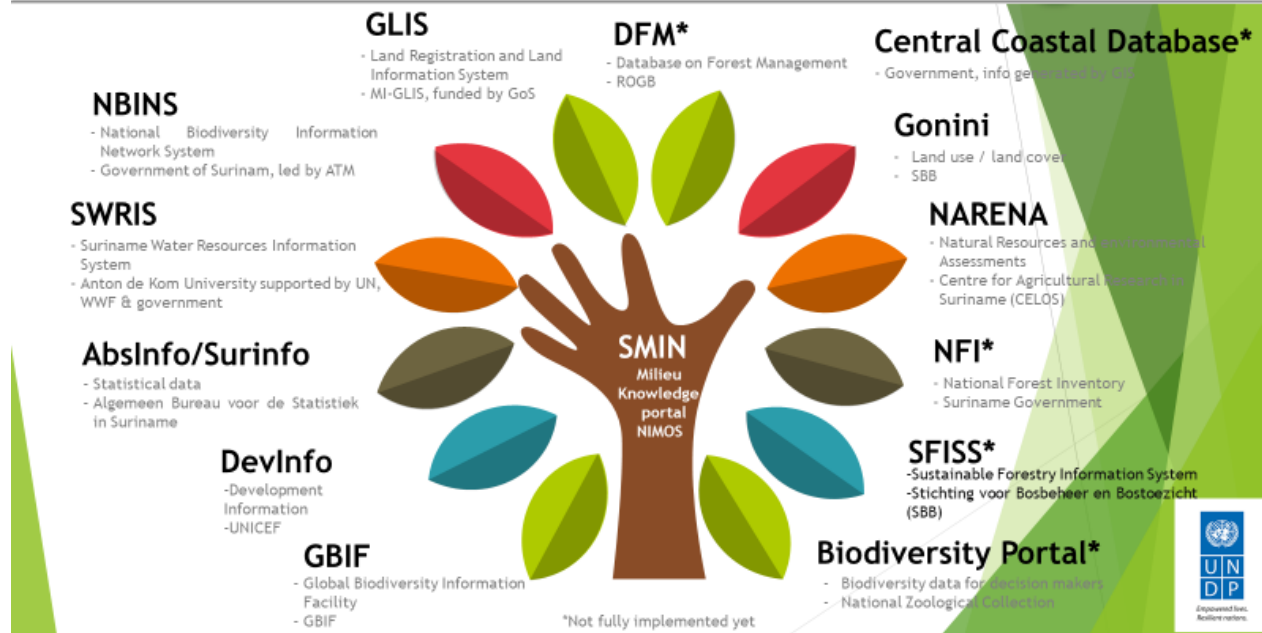 GLIS
- Land Registration and Land
Information System
- MI-GLIS, funded by GoS
DFM*
- Database on Forest Management
- ROGB
Central Coastal Database*
- Government, info generated by GIS
NBINS
- National Biodiversity Information
Network System
- Government of Surinam, led by ATM
Gonini
- Land use / land cover
- SBB
SWRIS
- Suriname Water Resources Information
System
- Anton de Kom University supported by UN,
WWF & government
NARENA
- Natural Resources and environmental
Assessments
- Centre for Agricultural Research in
Suriname (CELOS)
SMIN
Milieu
Knowledge
portal
NIMOS
AbsInfo/Surinfo
- Statistical data
- Algemeen Bureau voor de Statistiek
in Suriname
NFI*
- National Forest Inventory
- Suriname Government
DevInfo
-Development
Information
-UNICEF
SFISS*
-Sustainable Forestry Information System
-Stichting voor Bosbeheer en Bostoezicht
(SBB)
GBIF
- Global Biodiversity Information
Facility
- GBIF
Biodiversity Portal*
- Biodiversity data for decision makers
- National Zoological Collection
*Not fully implemented yet
U N
D P
Empowered lives.
Resilient nations.